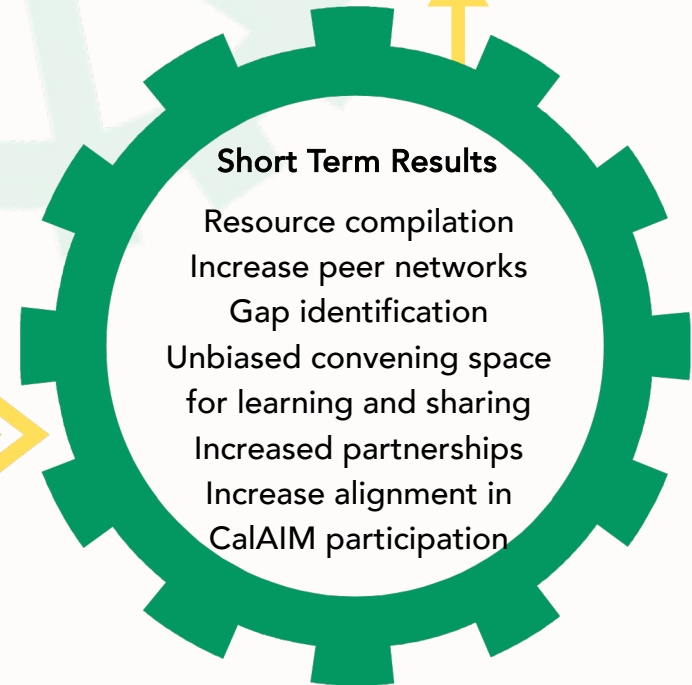 Short Term Results
Resource compilation
Increase peer networks
Gap identification
Unbiased convening space
for learning and sharing
Increased partnerships
Increase alignment in
CalAIM participation